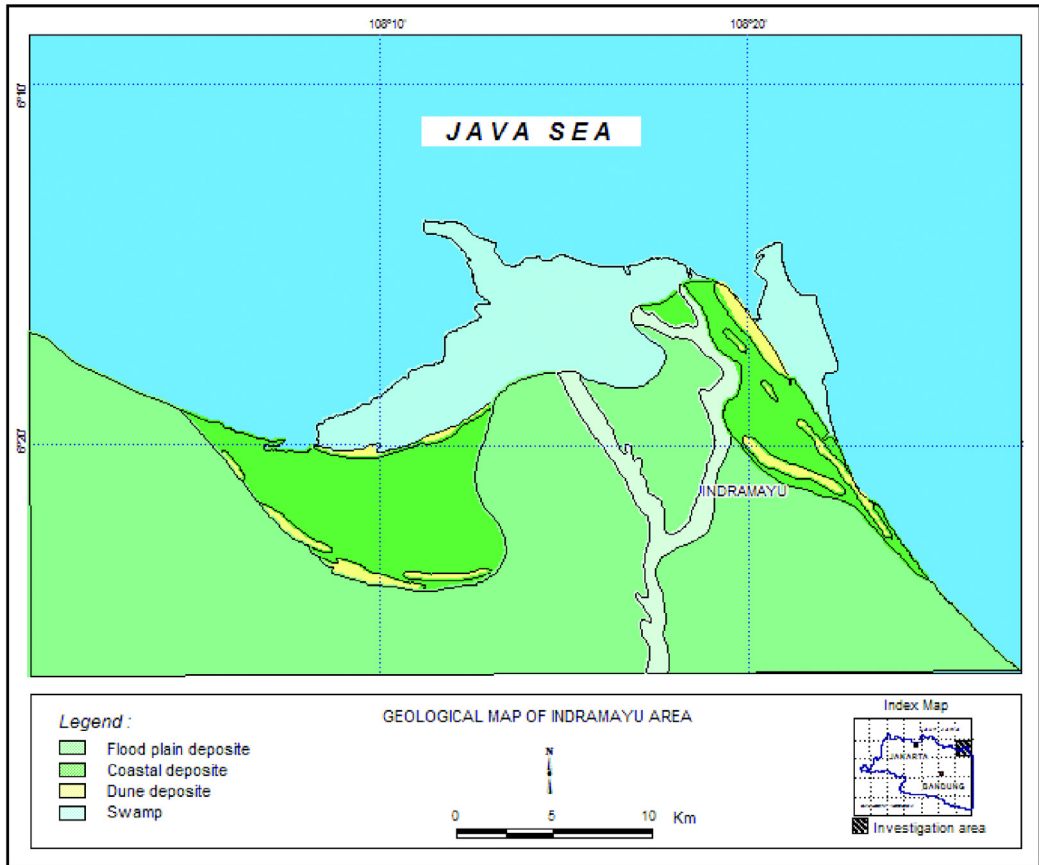 108°10'
108°20'
6°10'
JAVA SEA
6°20'
INDRAMAYU
Legend :
Flood plain deposite
Coastal deposite
Dune deposite
Swamp
GEOLOGICAL MAP OF INDRAMAYU AREA
N
0 5 10 Km
Index Map
JAKARTA
BANDUNG
Investigation area